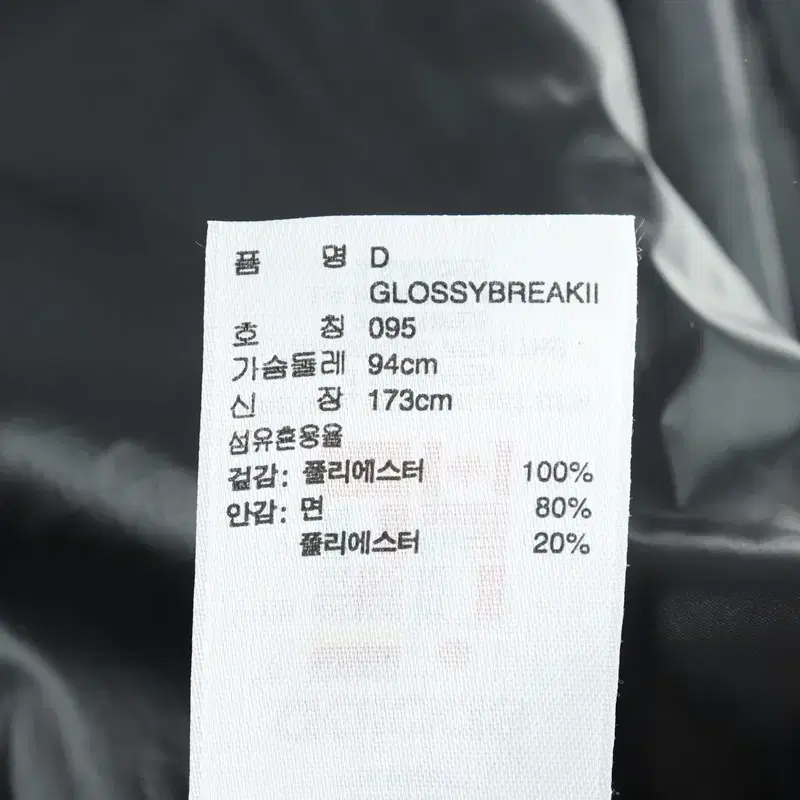 품 명 D
GLOSSYBREAKII
호 칭 095
가슴둘레 94cm
신 장 173cm
섬유혼용율
겉감: 폴리에스터 100%
안감: 면 80%
폴리에스터 20%